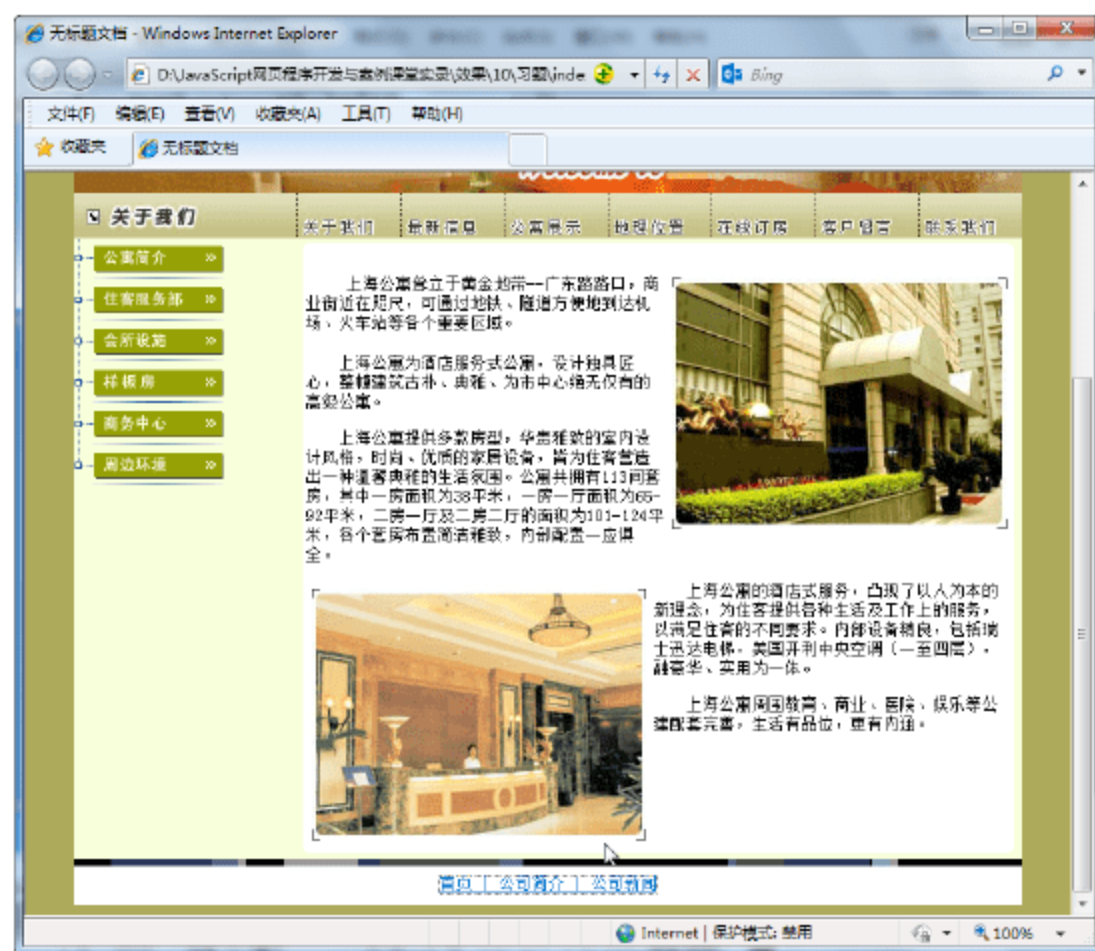 无标题文档 - Windows Internet Explorer
D:\JavaScript网页程序开发与案例课堂实录\效果\10\习题\inde
Bing
文件(F) 编辑(E) 查看(V) 收藏夹(A) 工具(T) 帮助(H)
收藏夹 无标题文档
welcome to
关于我们
关于我们 最新信息 公寓展示 地理位置 在线订房 客户留言 联系我们
公寓简介 »
住客服务部 »
会所设施 »
样板房 »
商务中心 »
周边环境 »
上海公寓耸立于黄金地带--广东路路口，商
业街近在咫尺，可通过地铁、隧道方便地到达机
场、火车站等各个重要区域。
上海公寓为酒店服务式公寓，设计独具匠
心，整幢建筑古朴、典雅、为市中心绝无仅有的
高级公寓。
上海公寓提供多款房型，华贵雅致的室内设
计风格，时尚、优质的家居设备，皆为住客营造
出一种温馨典雅的生活氛围。公寓共拥有113间套
房，其中一房面积为38平米，一房一厅面积为65-
92平米，二房一厅及二房二厅的面积为101-124平
米，各个套房布置简洁雅致，内部配置一应俱
全。
上海公寓的酒店式服务，凸现了以人为本的
新理念，为住客提供各种生活及工作上的服务，
以满足住客的不同要求。内部设备精良，包括瑞
士迅达电梯，美国开利中央空调（一至四层），
融豪华、实用为一体。
上海公寓周围教育、商业、医院、娱乐等公
建配套完善，生活有品位，更有内涵。
首页 | 公司简介 | 公司新闻
Internet | 保护模式: 禁用 100%